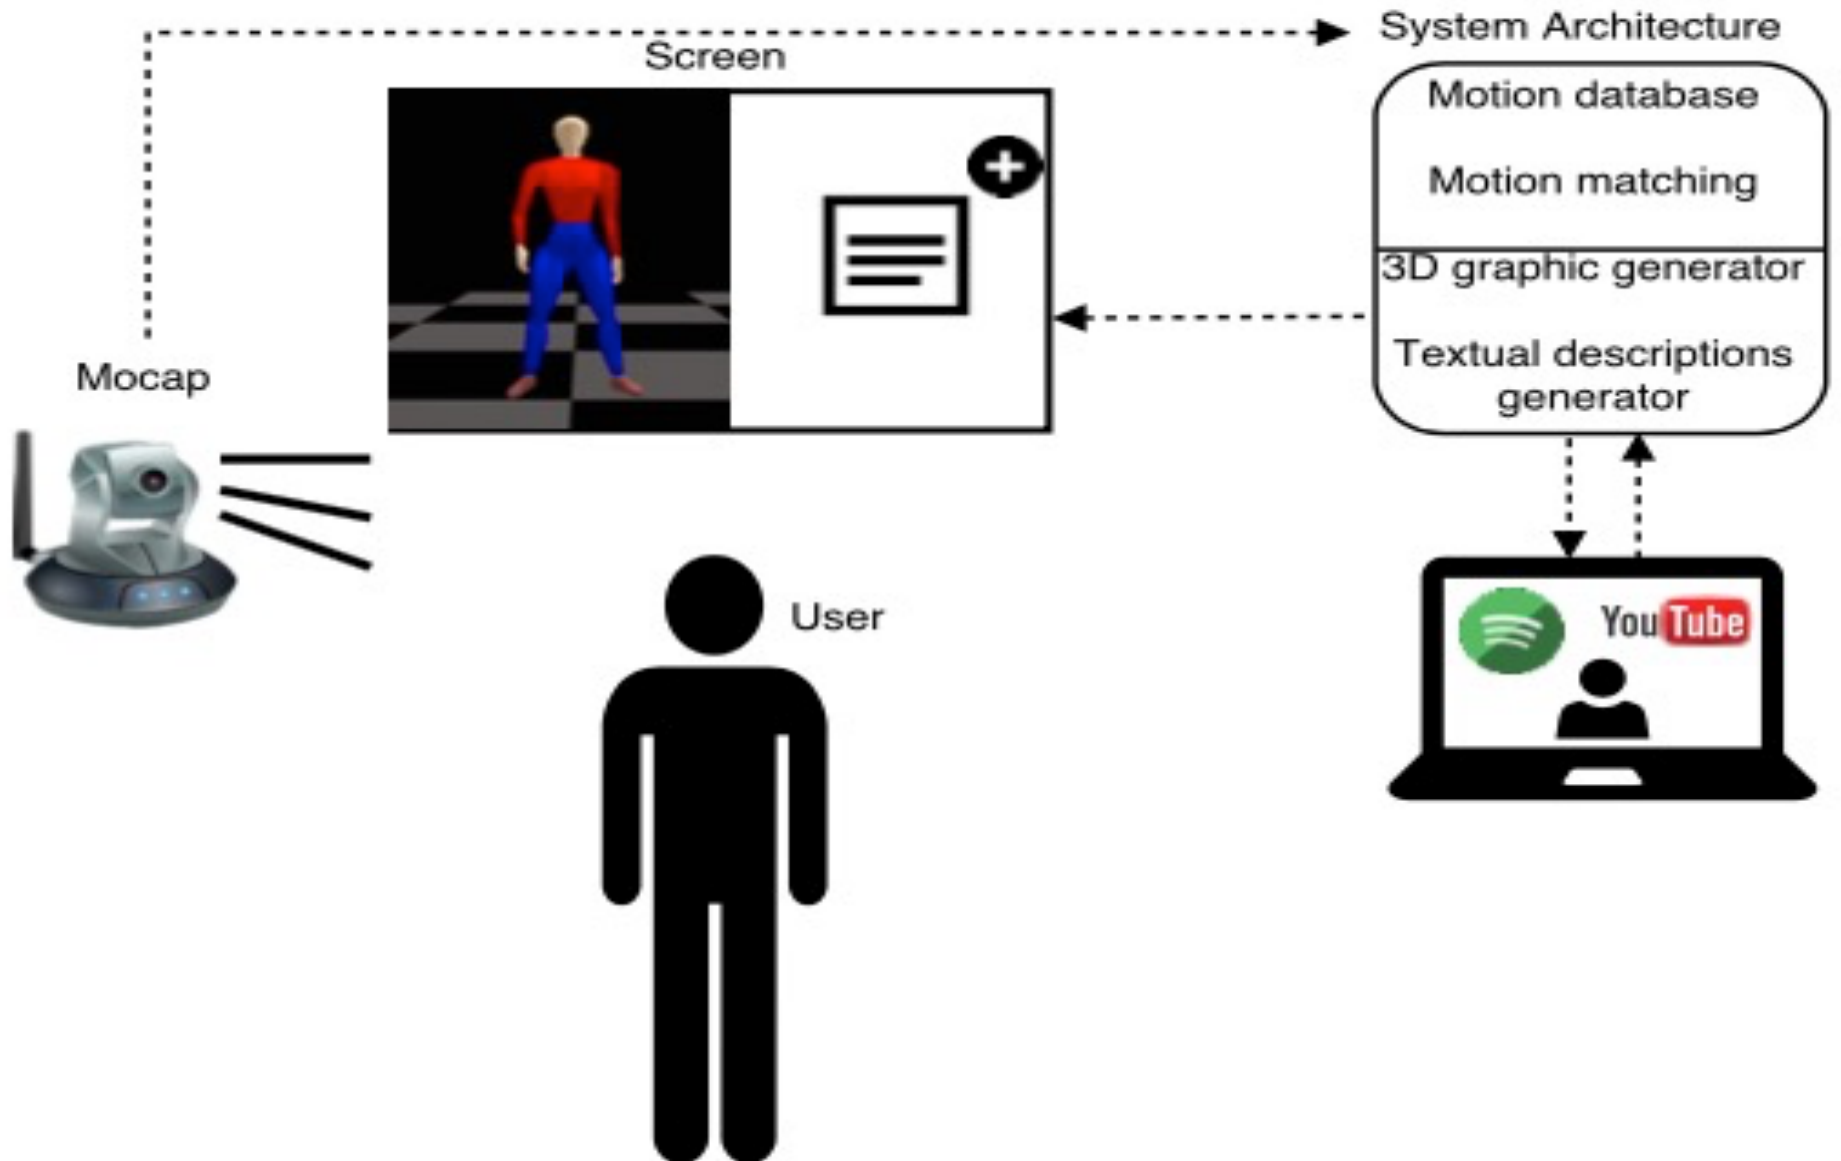 System Architecture
Screen
Motion database
Motion matching
3D graphic generator
Textual descriptions
generator
Mocap
User
YouTube